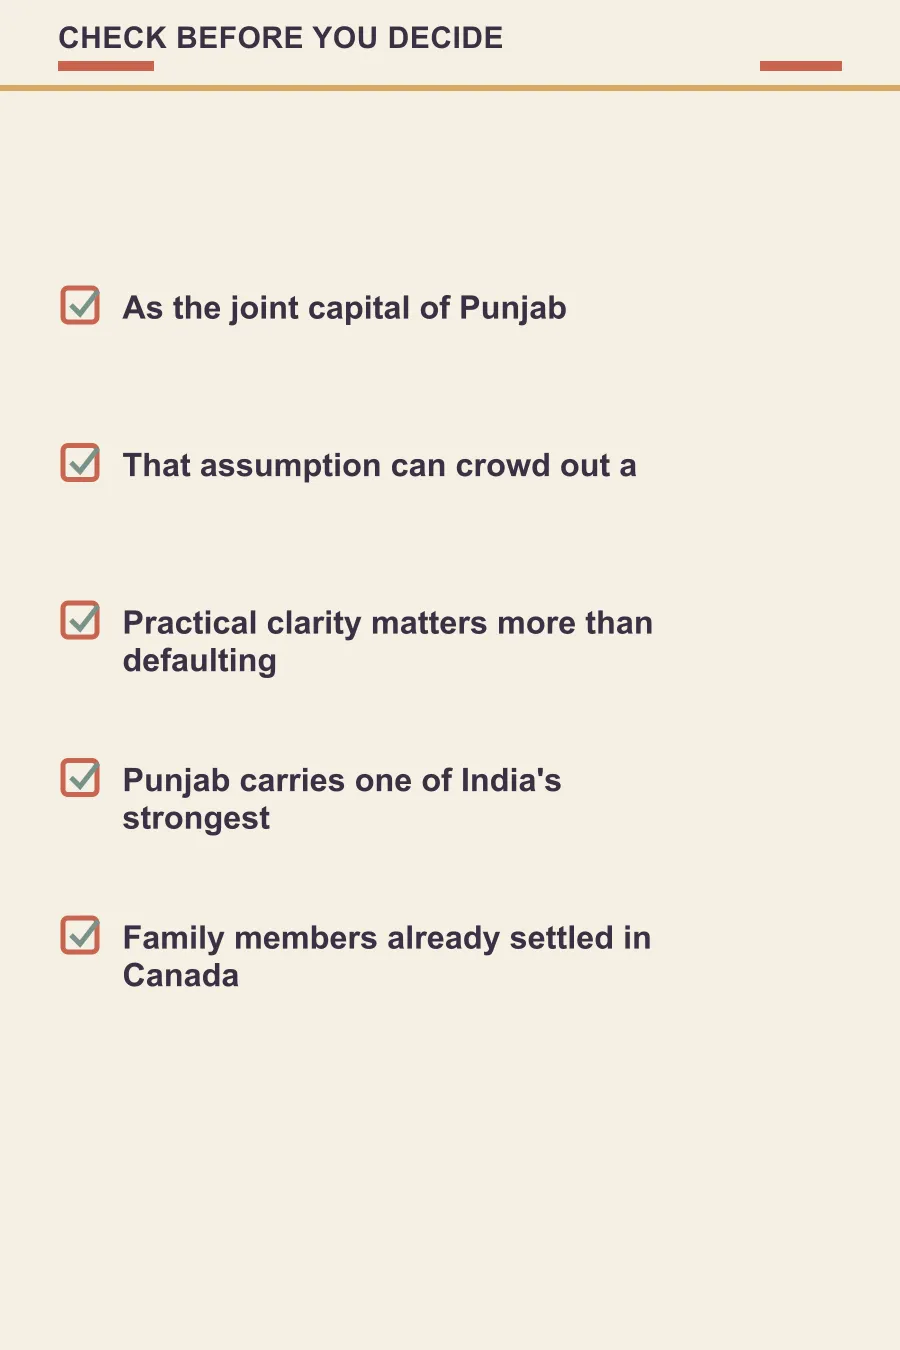 CHECK BEFORE YOU DECIDE
As the joint capital of Punjab
That assumption can crowd out a
Practical clarity matters more than
defaulting
Punjab carries one of India's
strongest
Family members already settled in
Canada